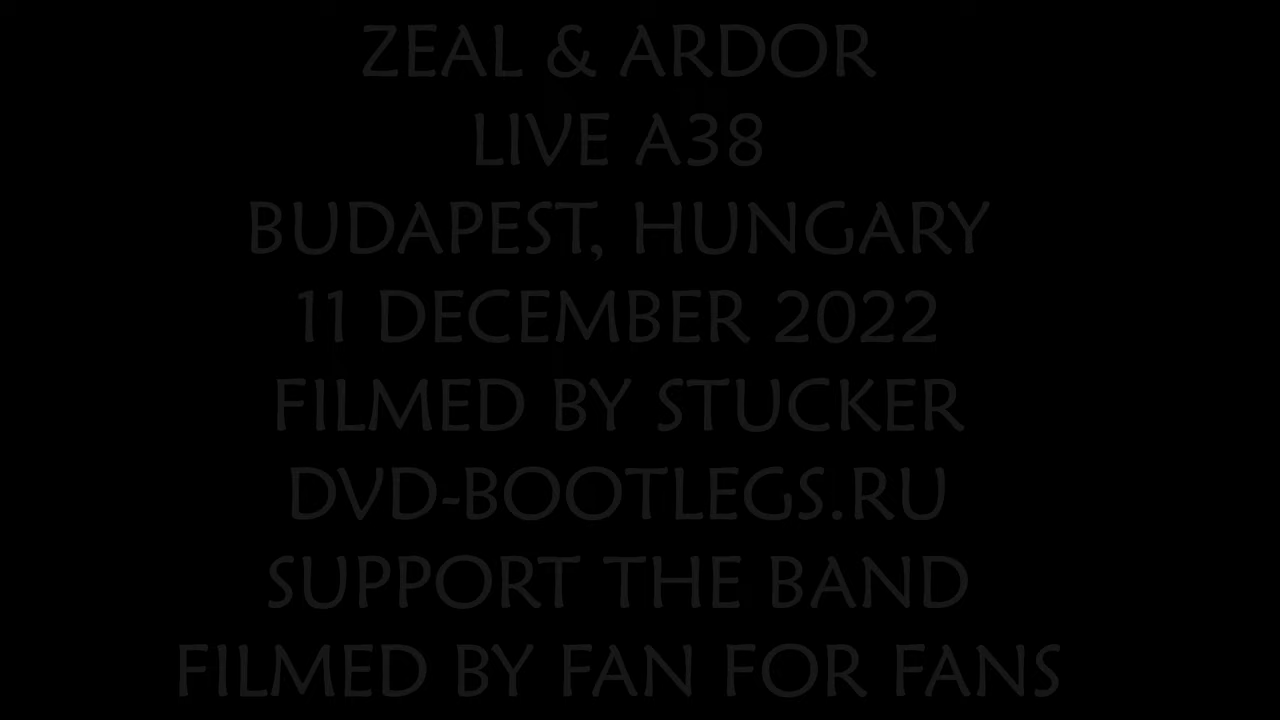 ZEAL & ARDOR
LIVE A38
BUDAPEST, HUNGARY
11 DECEMBER 2022
FILMED BY STUCKER
DVD-BOOTLEGS.RU
SUPPORT THE BAND
FILMED BY FAN FOR FANS